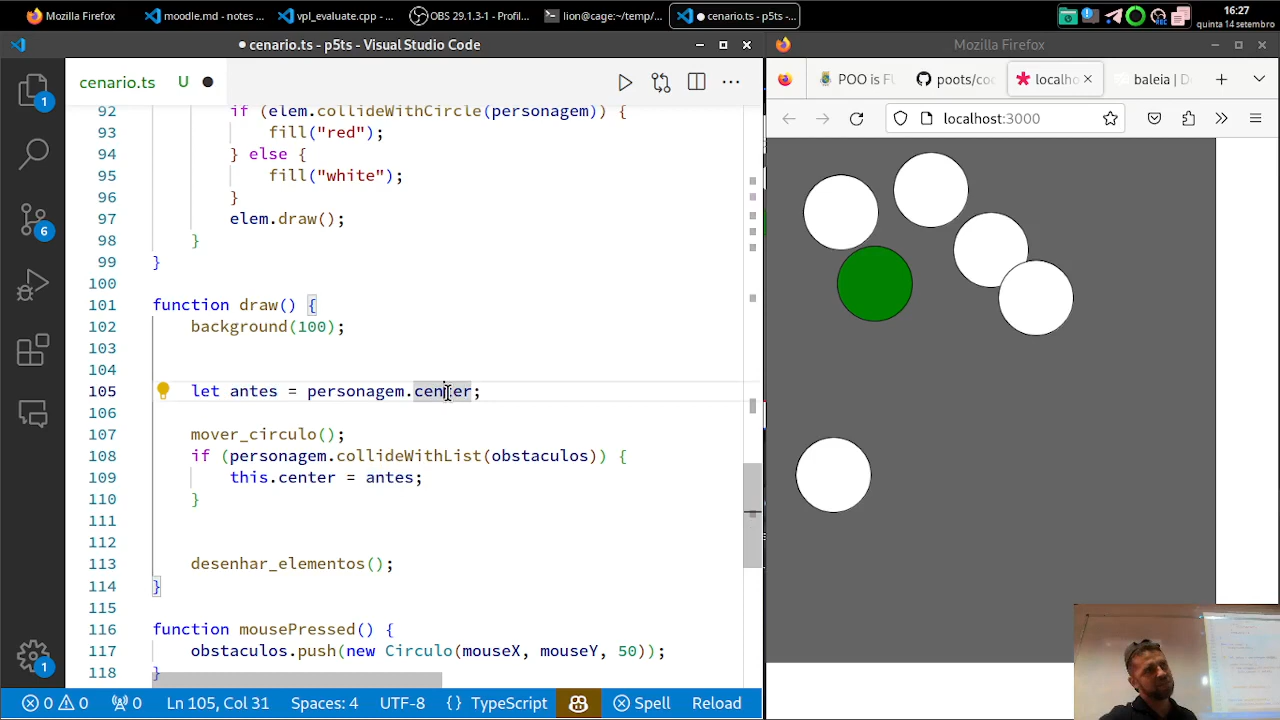 Mozilla Firefox
moodle.md - notes ...
vpl_evaluate.cpp - ...
OBS 29.1.3-1 - Profil...
lion@cage:~/temp/...
● cenario.ts - p5ts-...
16:27
quinta 14 setembro
● cenario.ts - p5ts - Visual Studio Code
Mozilla Firefox
cenario.ts U ●
POO is FU
poots/coo
localho
baleia | D
localhost:3000
92 if (elem.collideWithCircle(personagem)) {
93 fill("red");
94 } else {
95 fill("white");
96 }
97 elem.draw();
98 }
99 }
100
101 function draw() {
102 background(100);
103
104
105 let antes = personagem.center;
106
107 mover_circulo();
108 if (personagem.collideWithList(obstaculos)) {
109 this.center = antes;
110 }
111
112
113 desenhar_elementos();
114 }
115
116 function mousePressed() {
117 obstaculos.push(new Circulo(mouseX, mouseY, 50));
118 }
1
6
1
0 0 0 Ln 105, Col 31 Spaces: 4 UTF-8 { } TypeScript Spell Reload